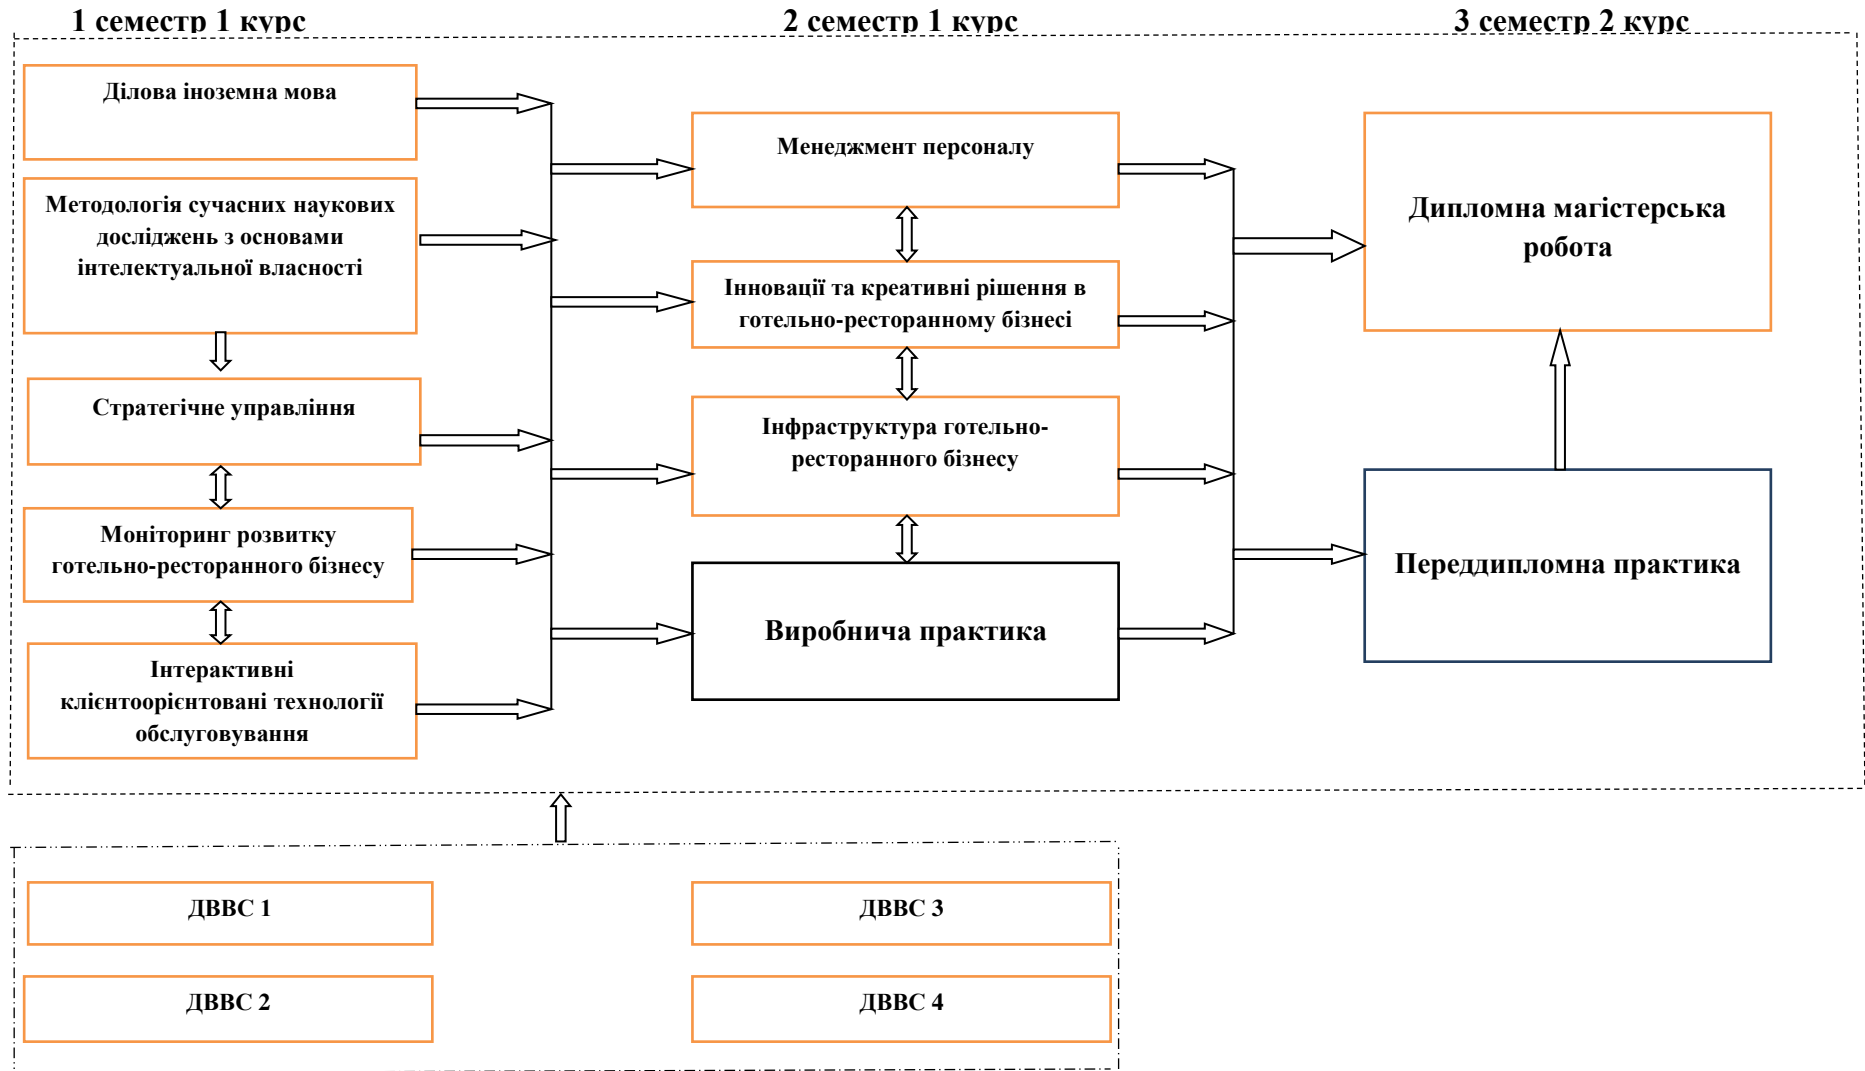 1 семестр 1 курс
2 семестр 1 курс
3 семестр 2 курс
Ділова іноземна мова
Методологія сучасних наукових
досліджень з основами
інтелектуальної власності
Стратегічне управління
Моніторинг розвитку
готельно-ресторанного бізнесу
Інтерактивні
клієнтоорієнтовані технології
обслуговування
Менеджмент персоналу
Інновації та креативні рішення в
готельно-ресторанному бізнесі
Інфраструктура готельно-
ресторанного бізнесу
Виробнича практика
Дипломна магістерська
робота
Переддипломна практика
ДВВС 1
ДВВС 3
ДВВС 2
ДВВС 4